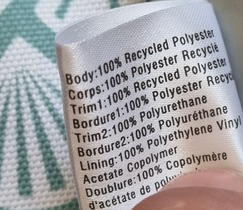 Body:100% Recycled Polyester
Corps:100% Polyester Recyclé
Trim1:100% Recycled Polyester
Bordure1:100% Polyester Recyc
Trim2:100% Polyurethane
Bordure2:100% Polyuréthane
Lining:100% Polyethylene Vinyl
Acetate Copolymer
Doublure:100% Copolymère
d'acétate de